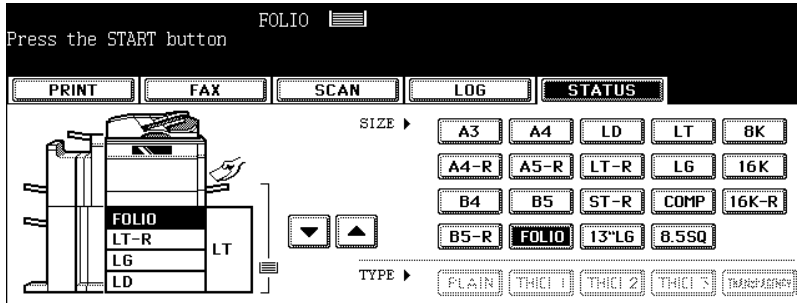 FOLIO
Press the START button
PRINT FAX SCAN LOG STATUS
SIZE A3 A4 LD LT 8K
A4-R A5-R LT-R LG 16K
B4 B5 ST-R COMP 16K-R
B5-R FOLIO 13"LG 8.5SQ
FOLIO
LT-R
LG
LD
LT
TYPE PLAIN THICK 1 THICK 2 THICK 3 TRANSPARENCY